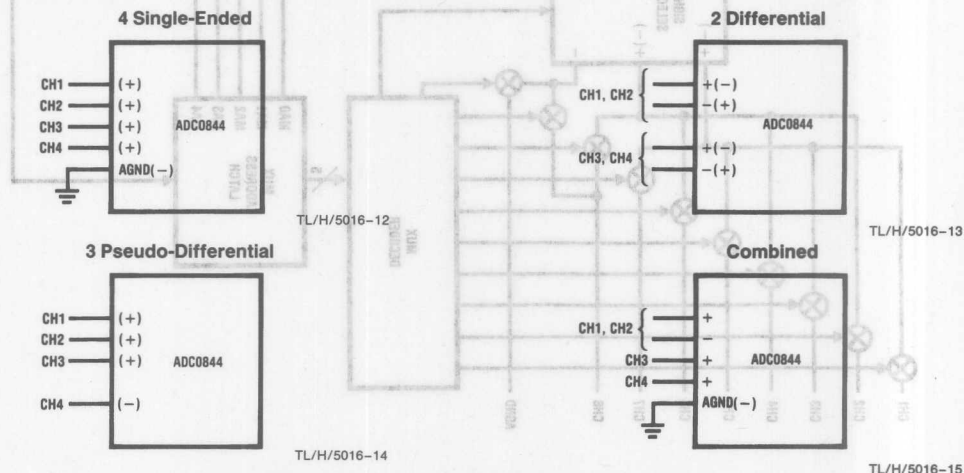 4 Single-Ended
CH1 (+)
CH2 (+)
CH3 (+)
CH4 (+)
AGND(−)
ADC0844
TL/H/5016-12
2 Differential
CH1, CH2
+(−)
−(+)
CH3, CH4
+(−)
−(+)
ADC0844
TL/H/5016-13
3 Pseudo-Differential
CH1 (+)
CH2 (+)
CH3 (+)
CH4 (−)
ADC0844
TL/H/5016-14
Combined
CH1, CH2
+
−
CH3 +
CH4 +
AGND(−)
ADC0844
TL/H/5016-15